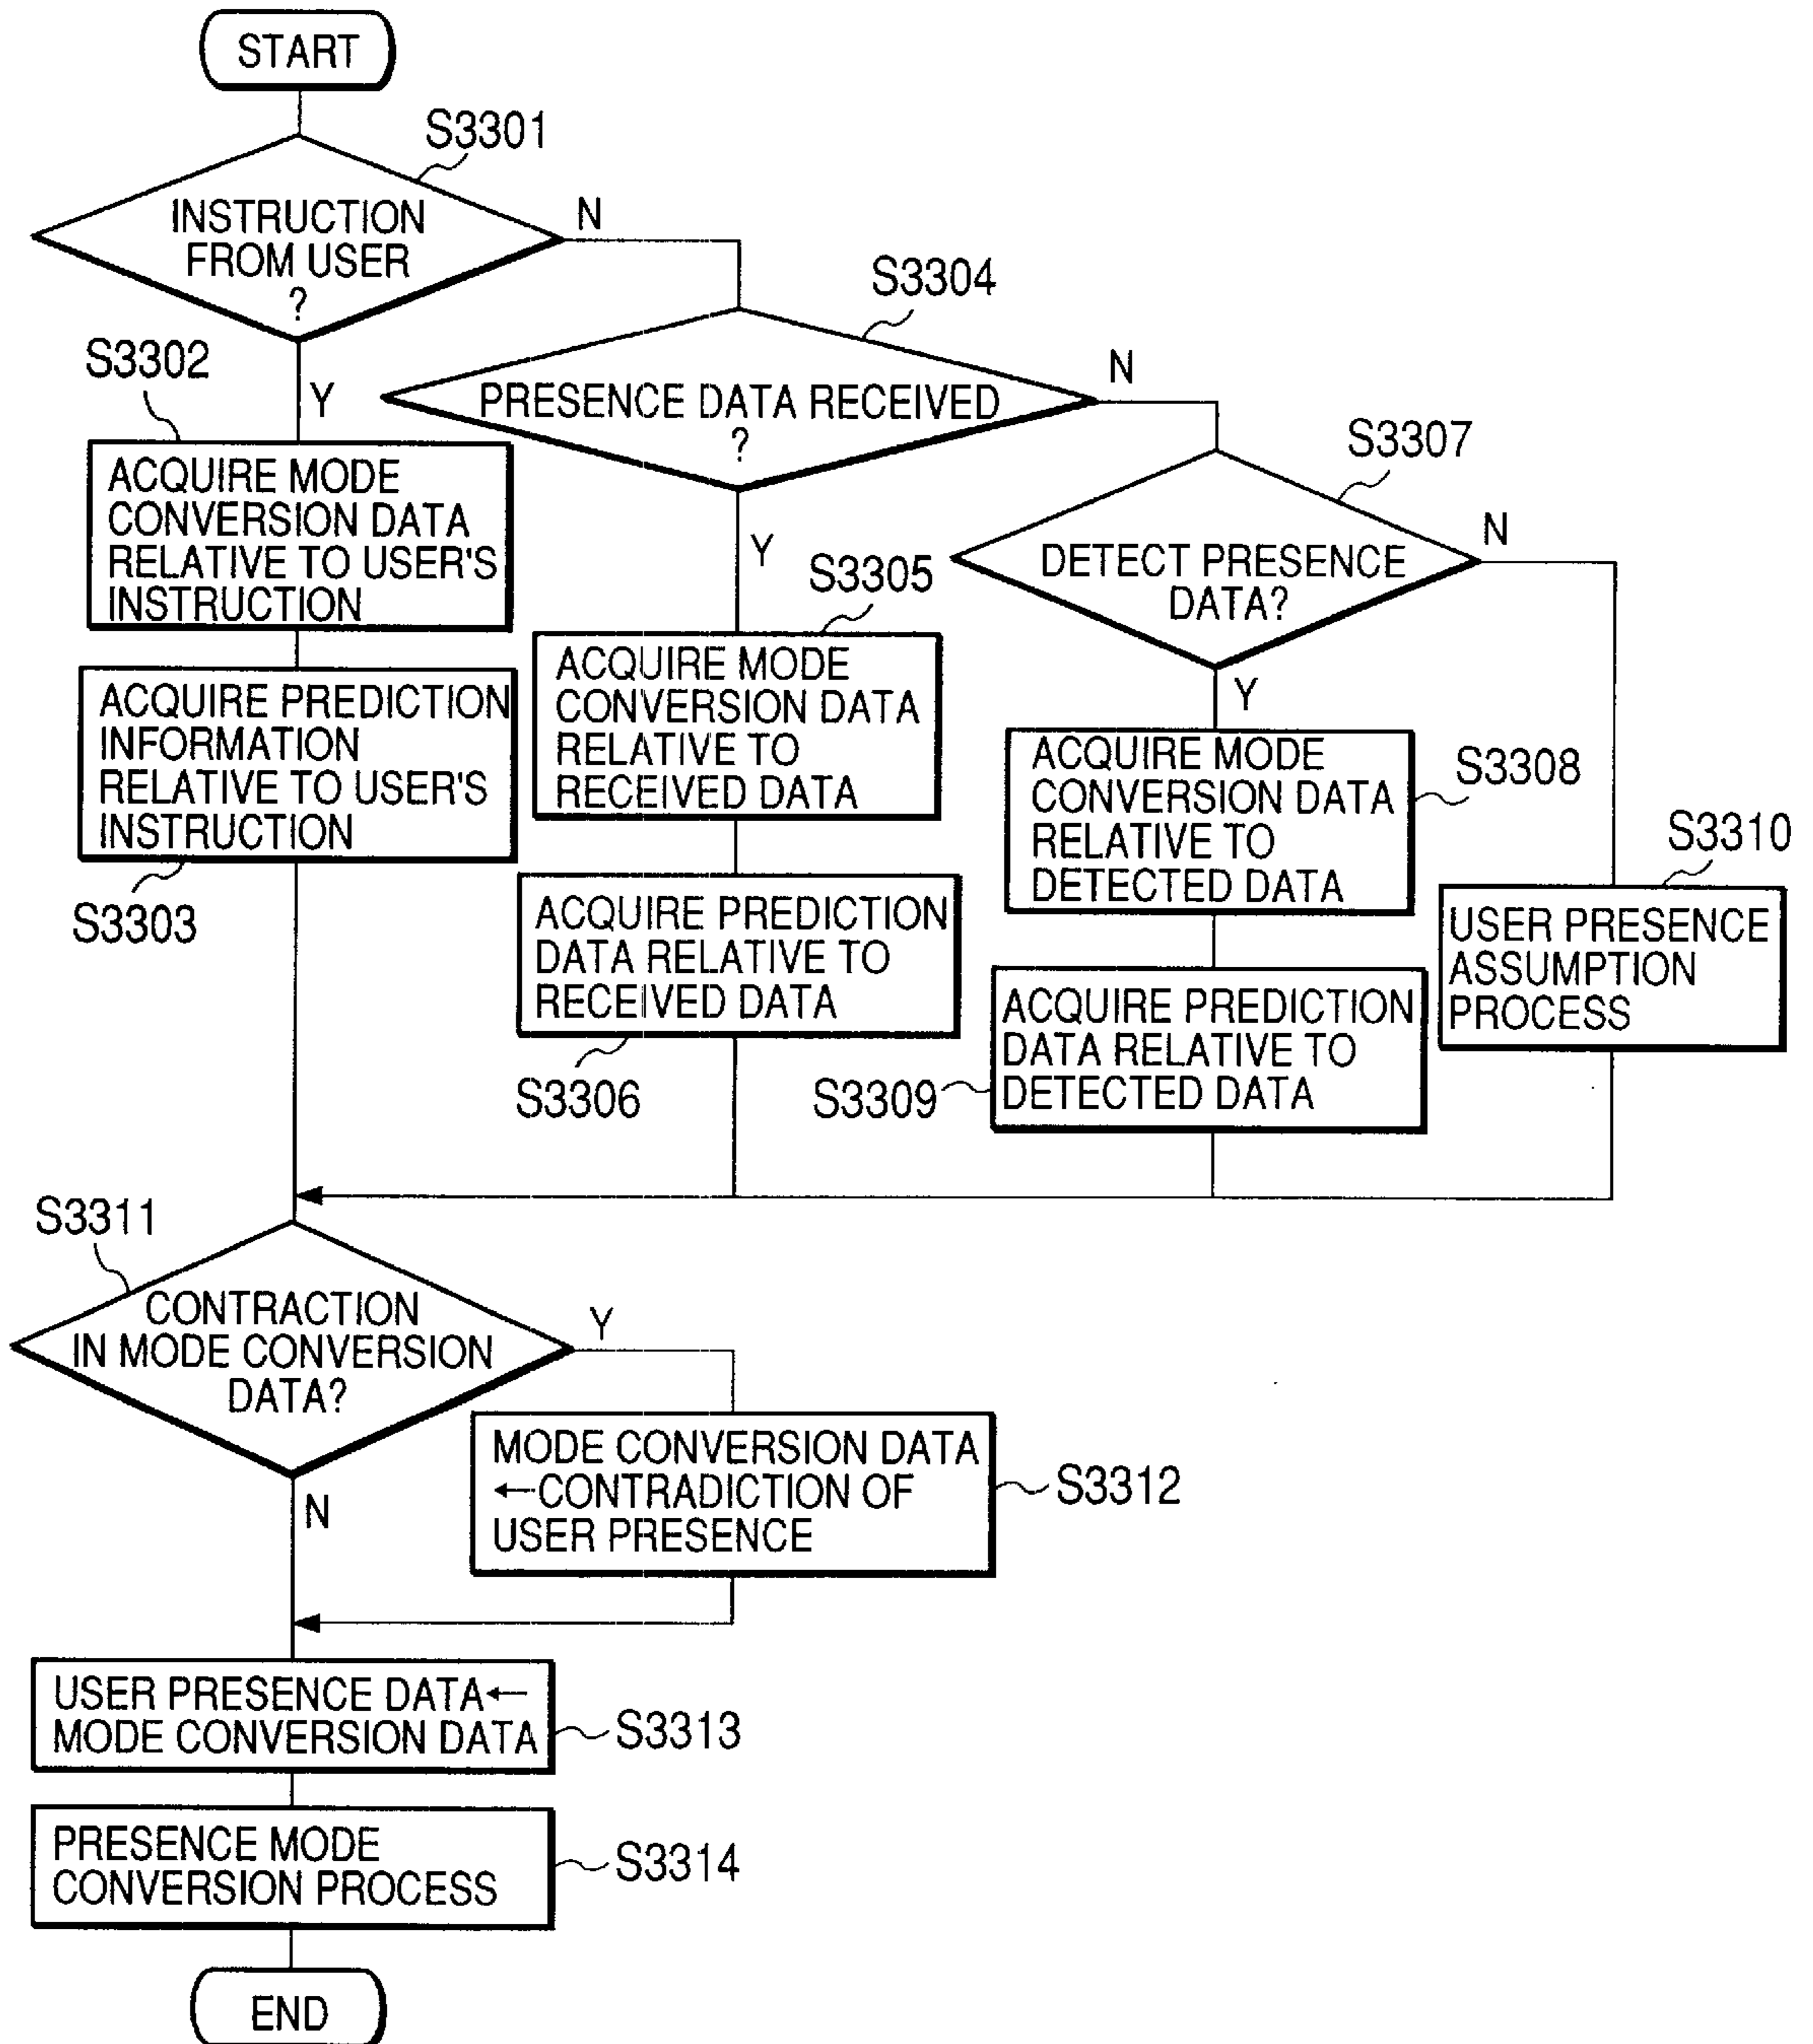 START
S3301
INSTRUCTION
FROM USER
?
N
S3304
S3302
Y
PRESENCE DATA RECEIVED
?
N
S3307
ACQUIRE MODE
CONVERSION DATA
RELATIVE TO USER'S
INSTRUCTION
Y
S3305
DETECT PRESENCE
DATA?
N
ACQUIRE PREDICTION
INFORMATION
RELATIVE TO USER'S
INSTRUCTION
S3303
ACQUIRE MODE
CONVERSION DATA
RELATIVE TO
RECEIVED DATA
Y
ACQUIRE MODE
CONVERSION DATA
RELATIVE TO
DETECTED DATA
S3308
S3310
ACQUIRE PREDICTION
DATA RELATIVE TO
RECEIVED DATA
S3306
USER PRESENCE
ASSUMPTION
PROCESS
ACQUIRE PREDICTION
DATA RELATIVE TO
DETECTED DATA
S3309
S3311
CONTRACTION
IN MODE CONVERSION
DATA?
Y
N
MODE CONVERSION DATA
←CONTRADICTION OF
USER PRESENCE
S3312
USER PRESENCE DATA←
MODE CONVERSION DATA
S3313
PRESENCE MODE
CONVERSION PROCESS
S3314
END